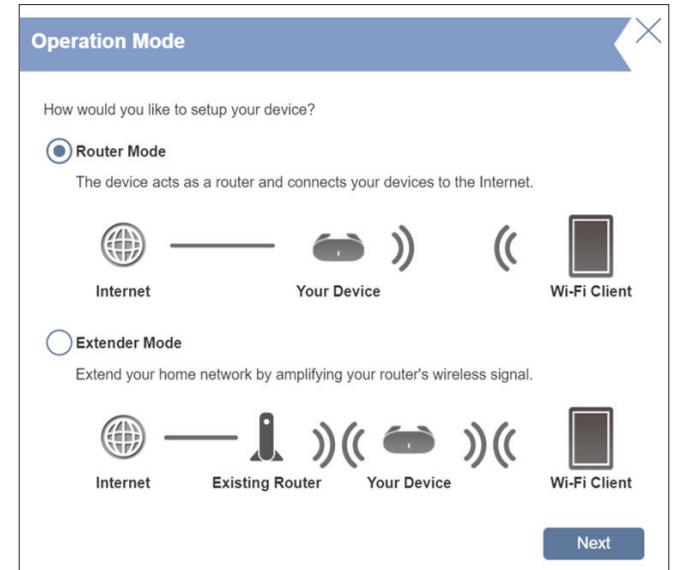 Operation Mode
How would you like to setup your device?
Router Mode
The device acts as a router and connects your devices to the Internet.
Internet Your Device Wi-Fi Client
Extender Mode
Extend your home network by amplifying your router's wireless signal.
Internet Existing Router Your Device Wi-Fi Client
Next